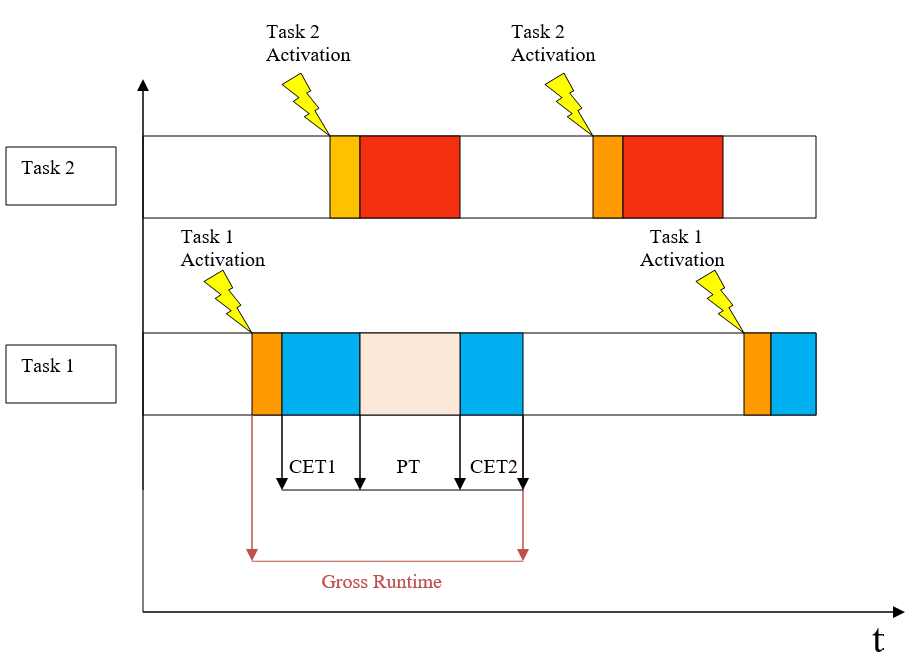 Task 2
Activation
Task 2
Activation
Task 2
Task 1
Activation
Task 1
Activation
Task 1
CET1
PT
CET2
Gross Runtime
t